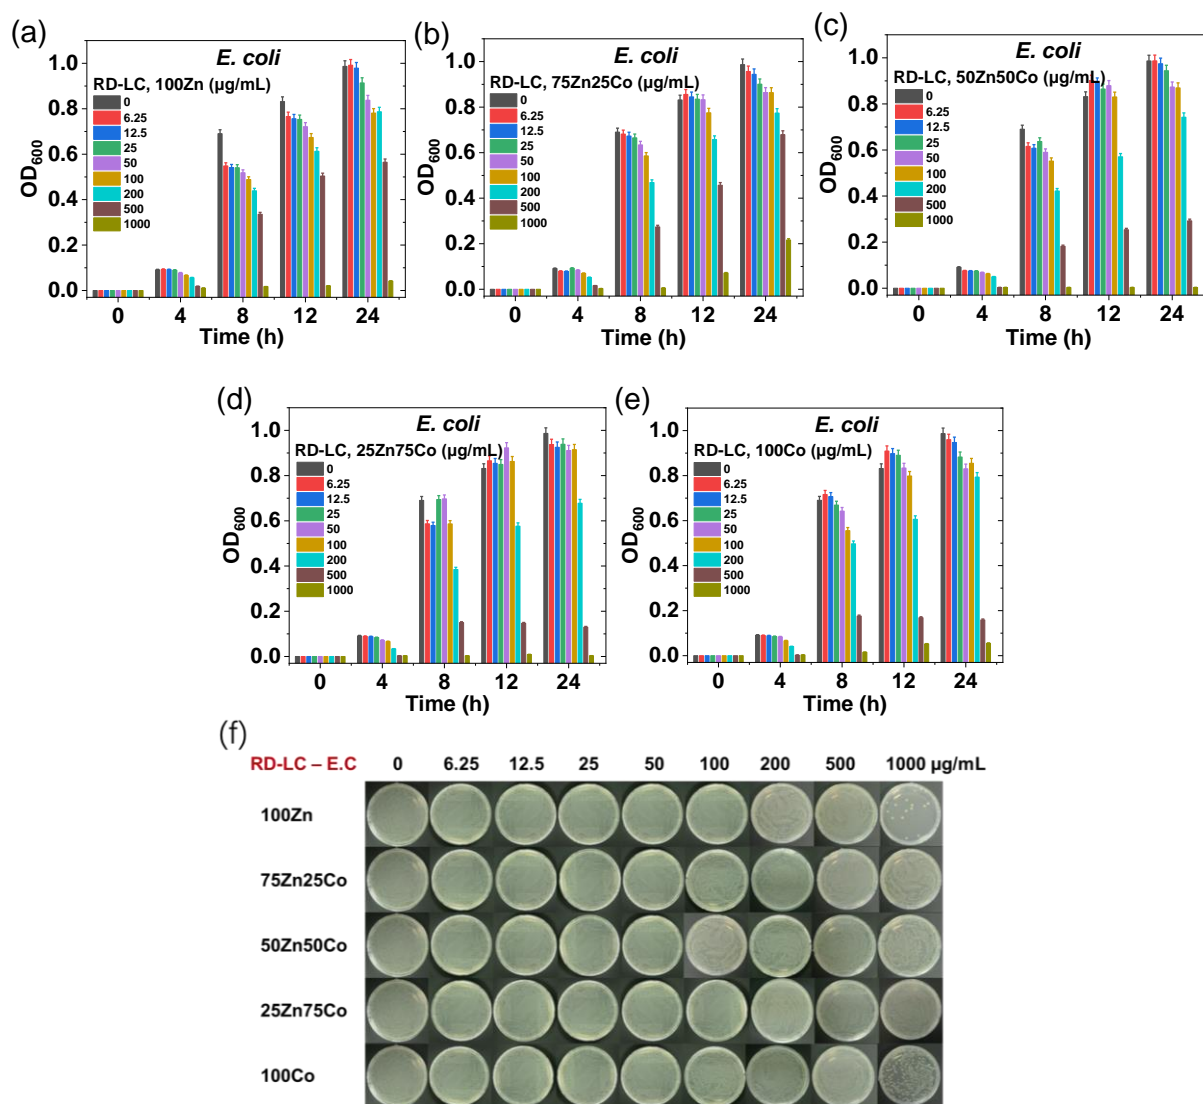 (a)
E. coli
RD-LC, 100Zn (µg/mL)
0
6.25
12.5
25
50
100
200
500
1000
OD600
1.0
0.8
0.6
0.4
0.2
0.0
0 4 8 12 24
Time (h)
(b)
E. coli
RD-LC, 75Zn25Co (µg/mL)
0
6.25
12.5
25
50
100
200
500
1000
OD600
1.0
0.8
0.6
0.4
0.2
0.0
0 4 8 12 24
Time (h)
(c)
E. coli
RD-LC, 50Zn50Co (µg/mL)
0
6.25
12.5
25
50
100
200
500
1000
OD600
1.0
0.8
0.6
0.4
0.2
0.0
0 4 8 12 24
Time (h)
(d)
E. coli
RD-LC, 25Zn75Co (µg/mL)
0
6.25
12.5
25
50
100
200
500
1000
OD600
1.0
0.8
0.6
0.4
0.2
0.0
0 4 8 12 24
Time (h)
(e)
E. coli
RD-LC, 100Co (µg/mL)
0
6.25
12.5
25
50
100
200
500
1000
OD600
1.0
0.8
0.6
0.4
0.2
0.0
0 4 8 12 24
Time (h)
(f)
RD-LC – E.C 0 6.25 12.5 25 50 100 200 500 1000 µg/mL
100Zn
75Zn25Co
50Zn50Co
25Zn75Co
100Co